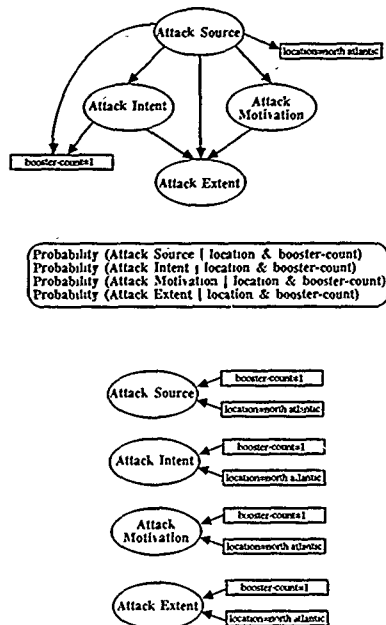 Attack Source
location=north atlantic
Attack Intent
Attack
Motivation
booster-count=1
Attack Extent
Probability (Attack Source | location & booster-count)
Probability (Attack Intent | location & booster-count)
Probability (Attack Motivation | location & booster-count)
Probability (Attack Extent | location & booster-count)
booster-count=1
Attack Source
location=north atlantic
booster-count=1
Attack Intent
location=north atlantic
Attack
Motivation
booster-count=1
location=north atlantic
booster-count=1
Attack Extent
location=north atlantic